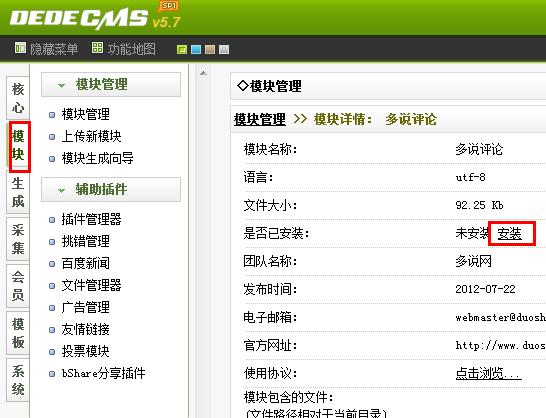 DEDECMS v5.7 SP1
隐藏菜单 功能地图
核心
模块
生成
采集
会员
模板
系统
模块管理
模块管理
上传新模块
模块生成向导
辅助插件
插件管理器
挑错管理
百度新闻
文件管理器
广告管理
友情链接
投票模块
bShare分享插件
◇模块管理
模块管理 >> 模块详情: 多说评论
模块名称: 多说评论
语言: utf-8
文件大小: 92.25 Kb
是否已安装: 未安装 安装
团队名称: 多说网
发布时间: 2012-07-22
电子邮箱: webmaster@duosh
官方网址: http://www.duos
使用协议: 点击浏览...
模块包含的文件:
(文件路径相对于当前目录)